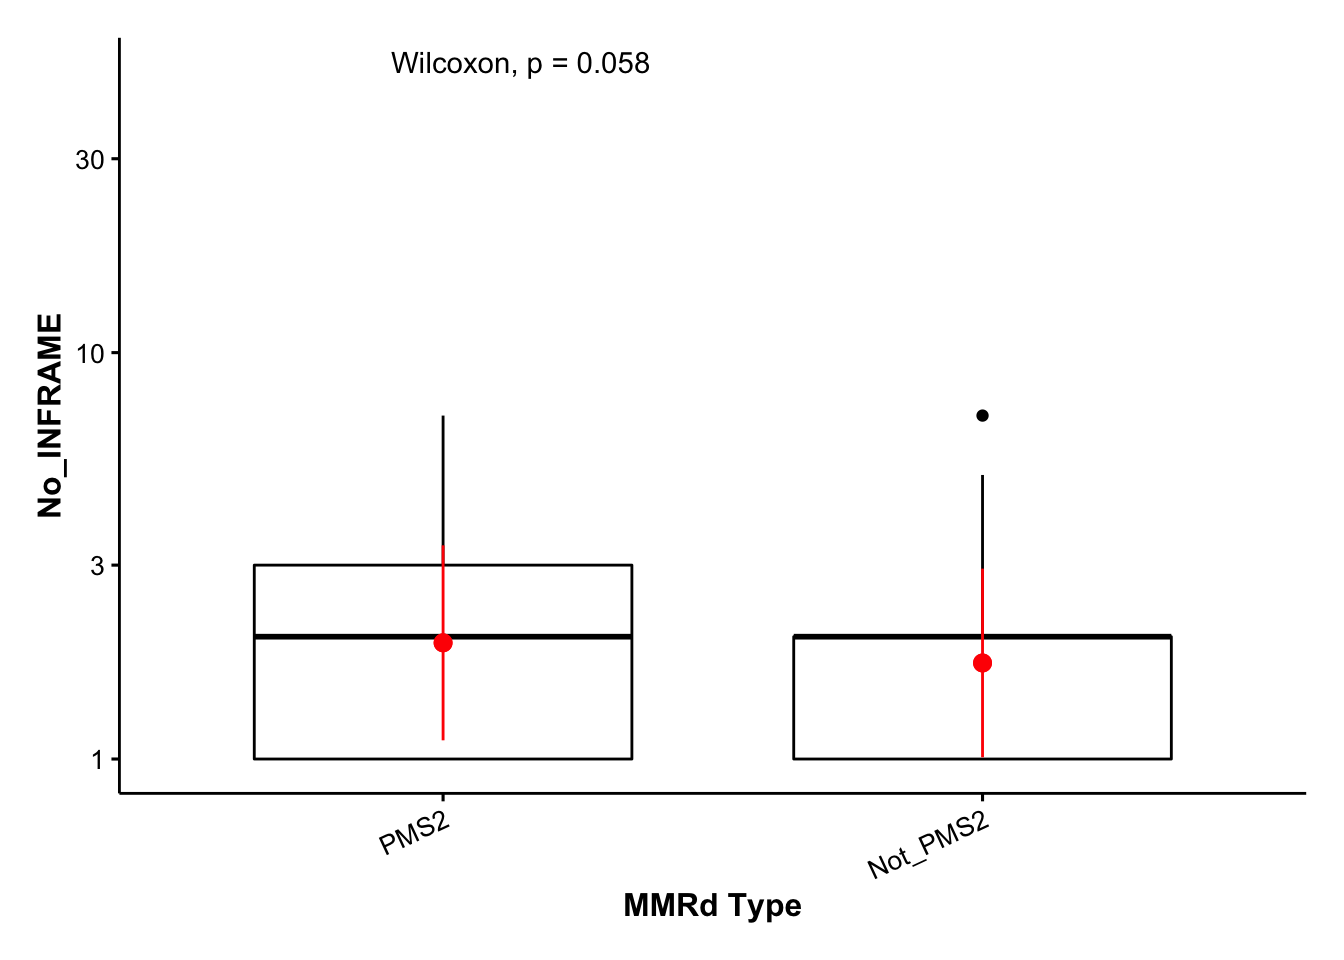 Wilcoxon, p = 0.058
No_INFRAME
30
10
3
1
PMS2
Not_PMS2
MMRd Type